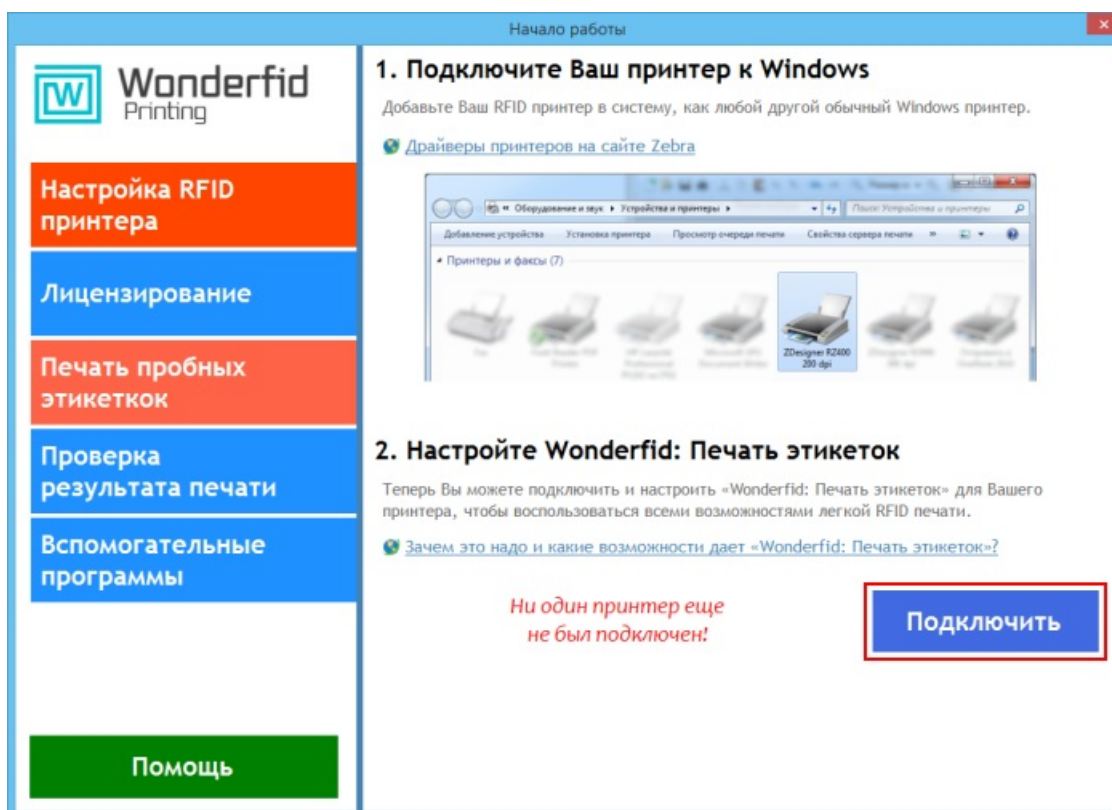 Начало работы
Wonderfid
Printing
Настройка RFID
принтера
Лицензирование
Печать пробных
этикеткок
Проверка
результата печати
Вспомогательные
программы
Помощь
1. Подключите Ваш принтер к Windows
Добавьте Ваш RFID принтер в систему, как любой другой обычный Windows принтер.
Драйверы принтеров на сайте Zebra
« Оборудование и звук ▸ Устройства и принтеры ▸
Поиск: Устройства и принтеры
Добавление устройства Установка принтера Просмотр очереди печати Свойства сервера печати »
Принтеры и факсы (7)
ZDesigner RZ400
200 dpi
2. Настройте Wonderfid: Печать этикеток
Теперь Вы можете подключить и настроить «Wonderfid: Печать этикеток» для Вашего
принтера, чтобы воспользоваться всеми возможностями легкой RFID печати.
Зачем это надо и какие возможности дает «Wonderfid: Печать этикеток»?
Ни один принтер еще
не был подключен!
Подключить